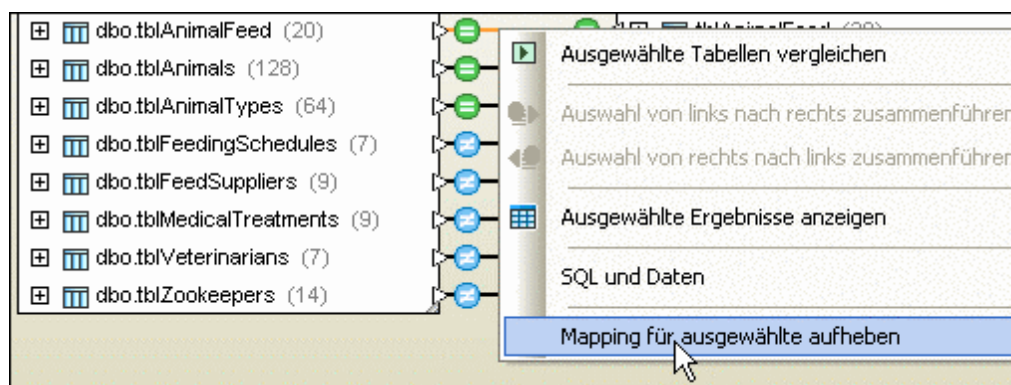 dbo.tblAnimalFeed (20)
dbo.tblAnimals (128)
dbo.tblAnimalTypes (64)
dbo.tblFeedingSchedules (7)
dbo.tblFeedSuppliers (9)
dbo.tblMedicalTreatments (9)
dbo.tblVeterinarians (7)
dbo.tblZookeepers (14)
Ausgewählte Tabellen vergleichen
Auswahl von links nach rechts zusammenführen
Auswahl von rechts nach links zusammenführen
Ausgewählte Ergebnisse anzeigen
SQL und Daten
Mapping für ausgewählte aufheben